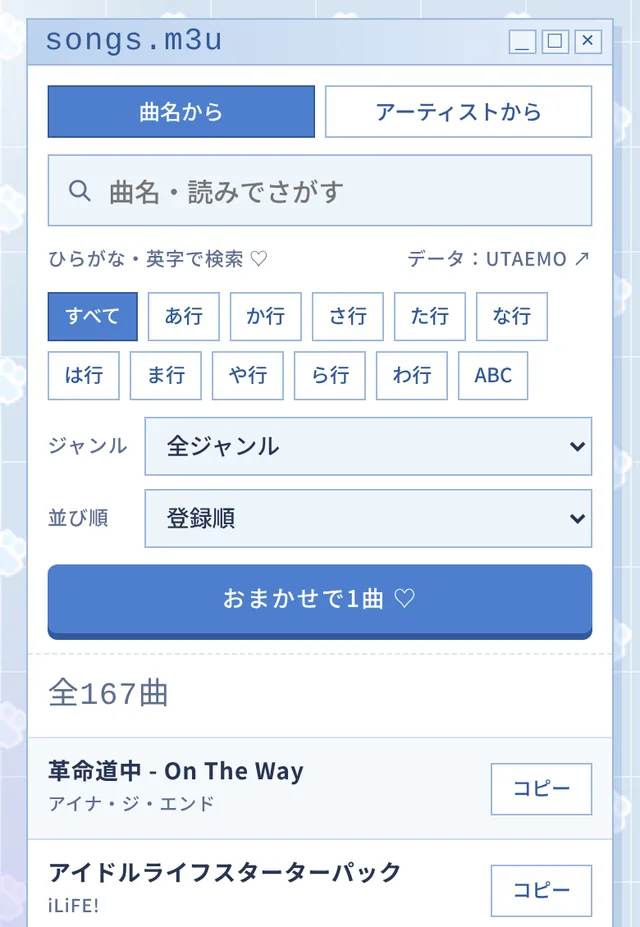 songs.m3u
曲名から
アーティストから
曲名・読みでさがす
ひらがな・英字で検索 ♡
データ：UTAEMO ↗
すべて あ行 か行 さ行 た行 な行
は行 ま行 や行 ら行 わ行 ABC
ジャンル 全ジャンル
並び順 登録順
おまかせで1曲 ♡
全167曲
革命道中 - On The Way
アイナ・ジ・エンド
コピー
アイドルライフスターターパック
iLiFE!
コピー